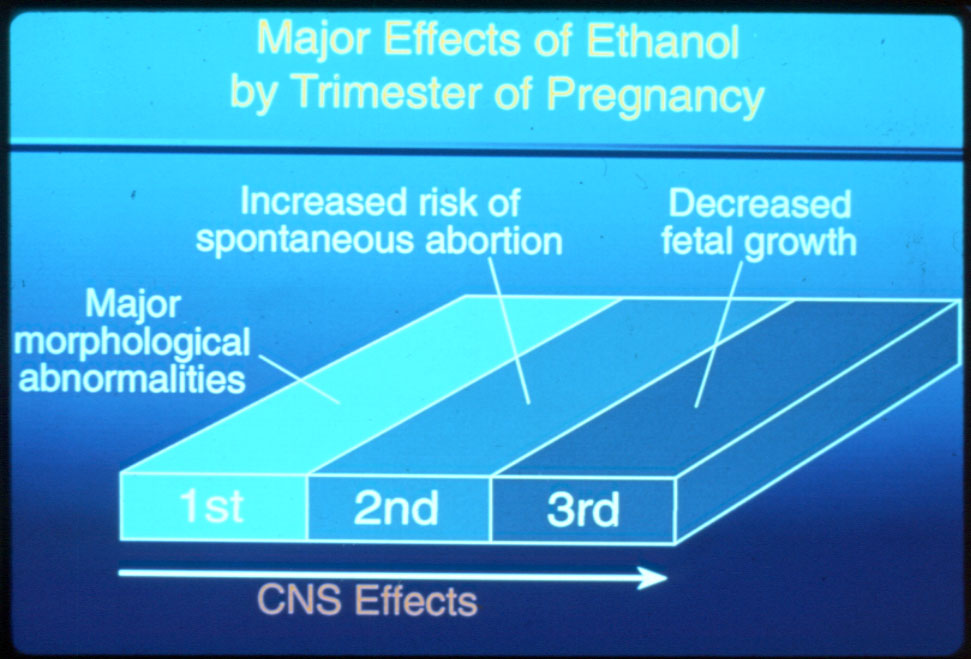 Major Effects of Ethanol
by Trimester of Pregnancy
Increased risk of
spontaneous abortion
Decreased
fetal growth
Major
morphological
abnormalities
1st
2nd
3rd
CNS Effects